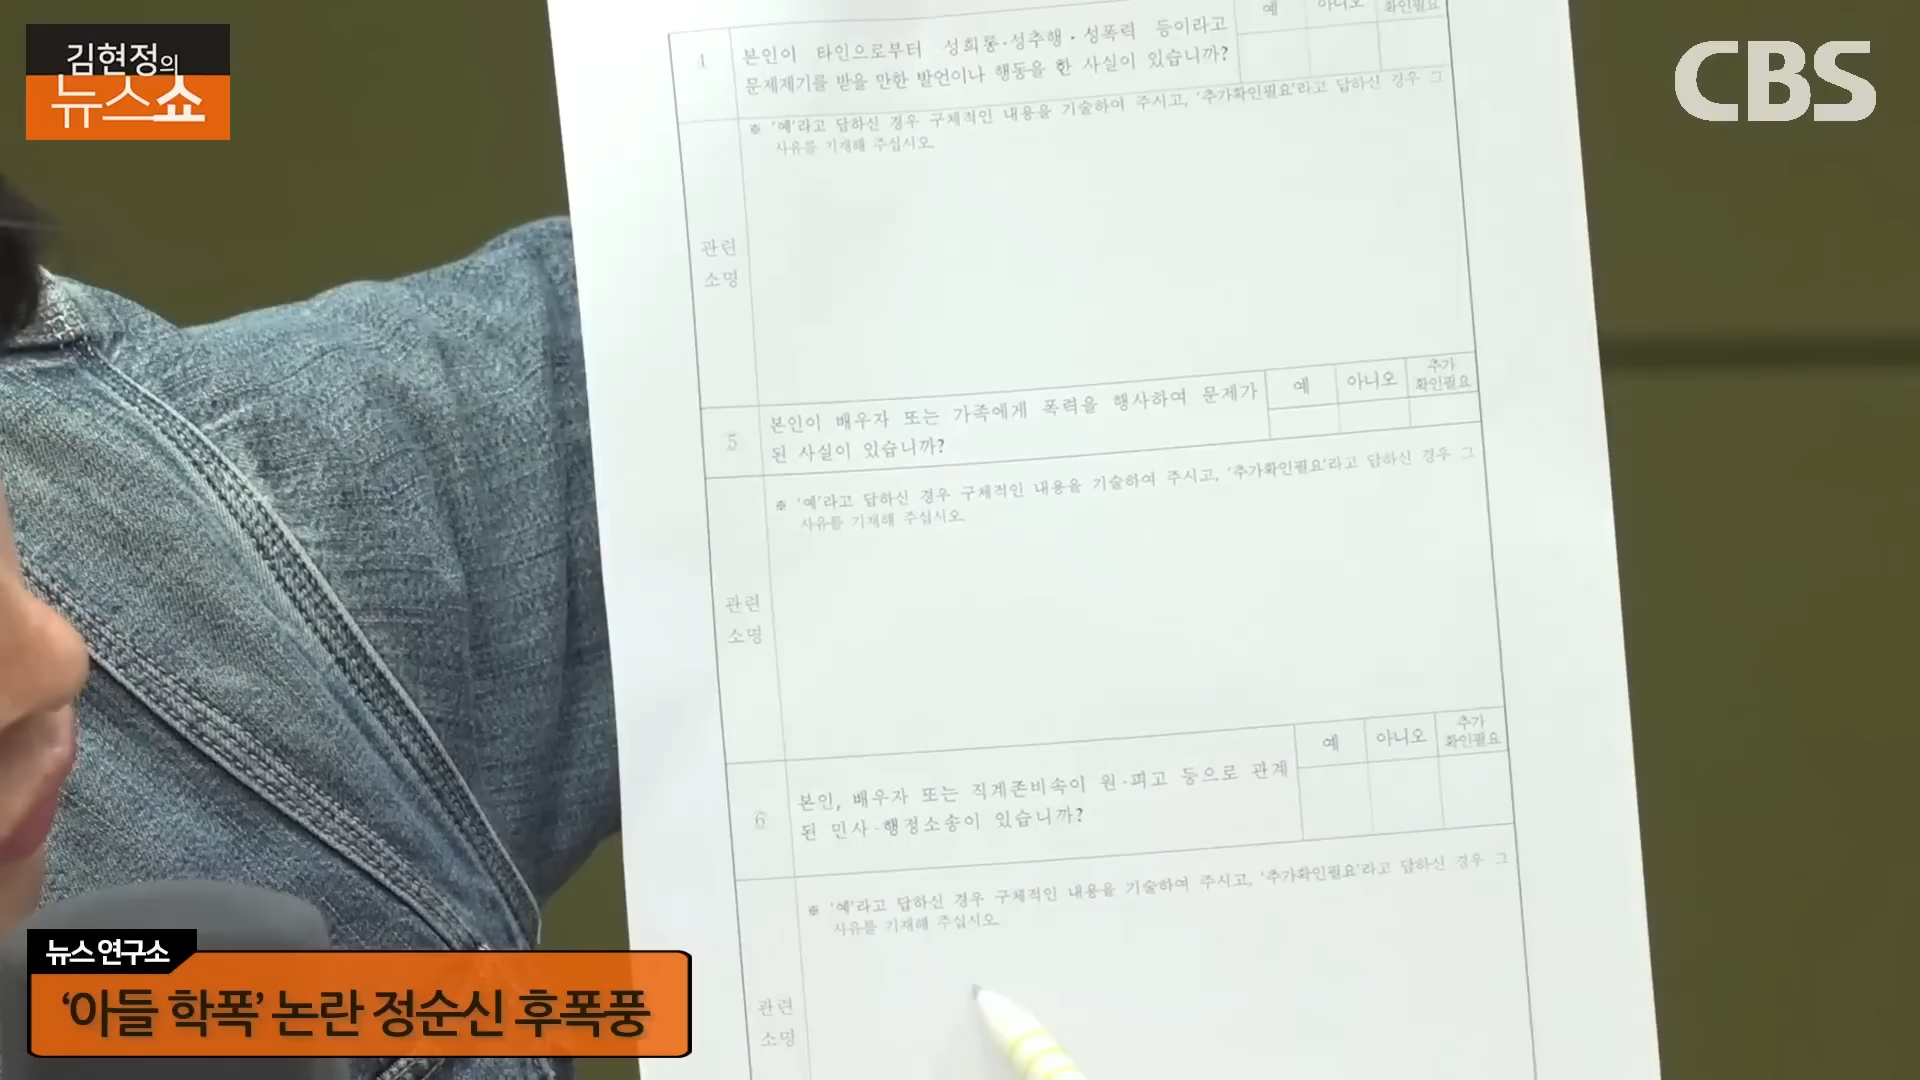 김현정의
뉴스쇼
CBS
예 아니오 확인필요
4 본인이 타인으로부터 성희롱·성추행·성폭력 등이라고
문제제기를 받을 만한 발언이나 행동을 한 사실이 있습니까?
※ '예'라고 답하신 경우 구체적인 내용을 기술하여 주시고, '추가확인필요'라고 답하신 경우 그
사유를 기재해 주십시오.
관련
소명
예 아니오 추가
확인필요
5 본인이 배우자 또는 가족에게 폭력을 행사하여 문제가
된 사실이 있습니까?
※ '예'라고 답하신 경우 구체적인 내용을 기술하여 주시고, '추가확인필요'라고 답하신 경우 그
사유를 기재해 주십시오.
관련
소명
예 아니오 추가
확인필요
6 본인, 배우자 또는 직계존비속이 원·피고 등으로 관계
된 민사·행정소송이 있습니까?
※ '예'라고 답하신 경우 구체적인 내용을 기술하여 주시고, '추가확인필요'라고 답하신 경우 그
사유를 기재해 주십시오.
관련
소명
뉴스 연구소
'아들 학폭' 논란 정순신 후폭풍